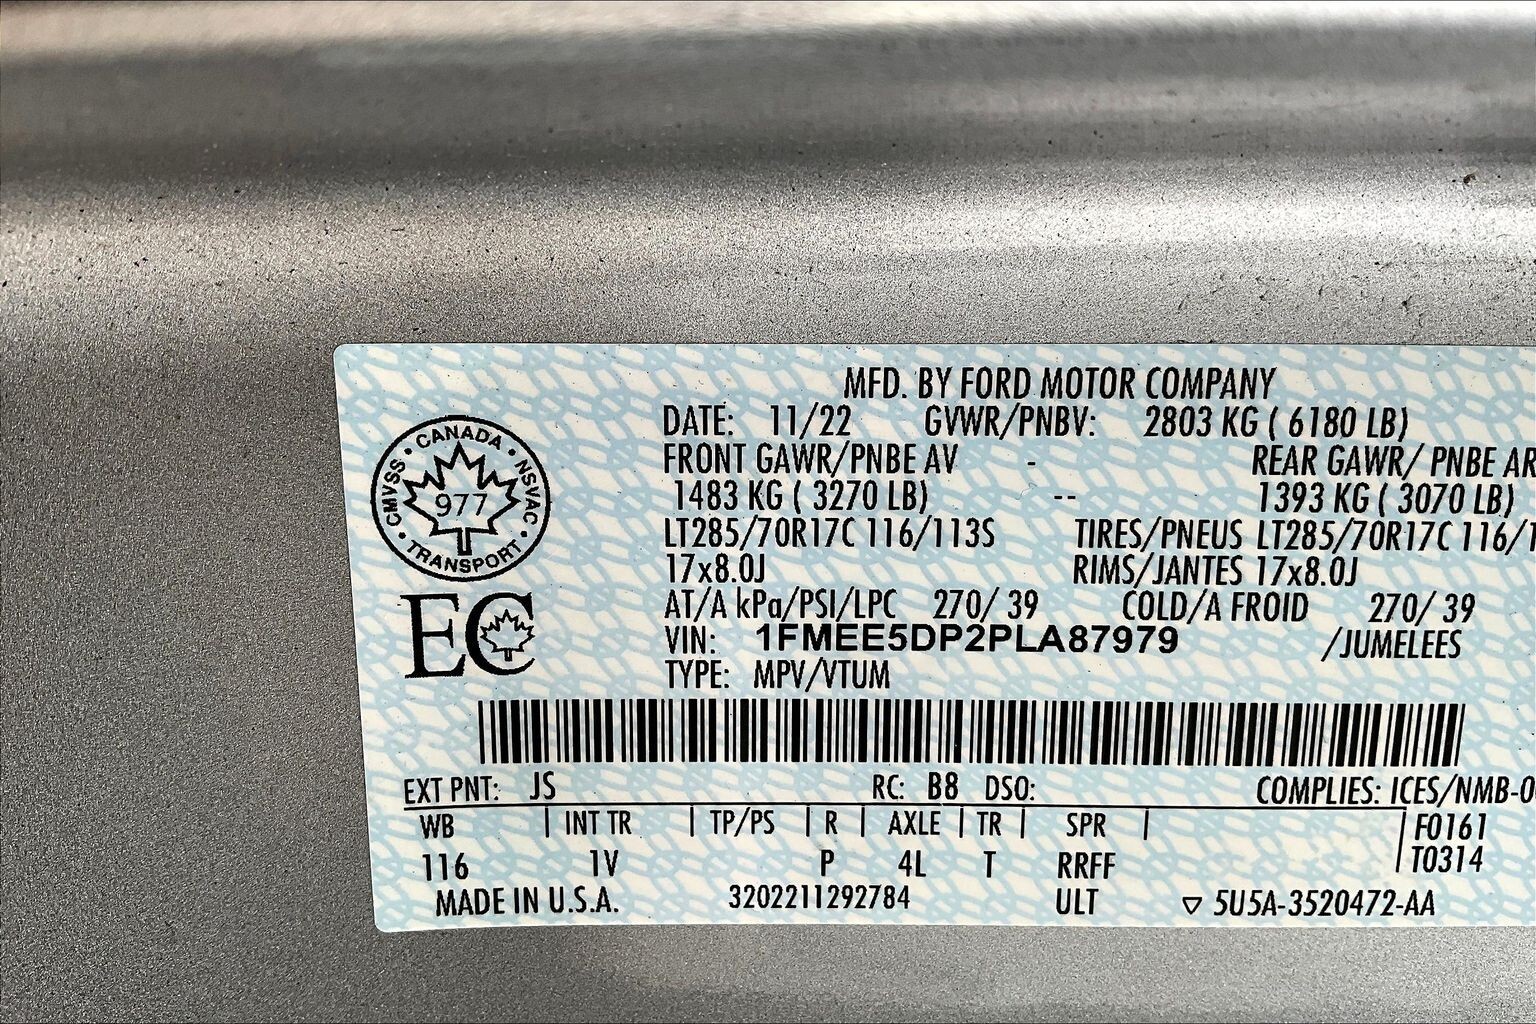 MFD. BY FORD MOTOR COMPANY
DATE: 11/22 GVWR/PNBV: 2803 KG ( 6180 LB)
FRONT GAWR/PNBE AV - REAR GAWR/ PNBE AR
1483 KG ( 3270 LB) -- 1393 KG ( 3070 LB)
LT285/70R17C 116/113S TIRES/PNEUS LT285/70R17C 116/1
17x8.0J RIMS/JANTES 17x8.0J
AT/A kPa/PSI/LPC 270/ 39 COLD/A FROID 270/ 39
VIN: 1FMEE5DP2PLA87979 /JUMELEES
TYPE: MPV/VTUM
CANADA
CMVSS 977 NSVAC
TRANSPORT
EC
EXT PNT: JS RC: B8 DSO: COMPLIES: ICES/NMB-0
WB | INT TR | TP/PS | R | AXLE | TR | SPR | | F0161
116 1V P 4L T RRFF | T0314
MADE IN U.S.A. 3202211292784 ULT ▽ 5U5A-3520472-AA